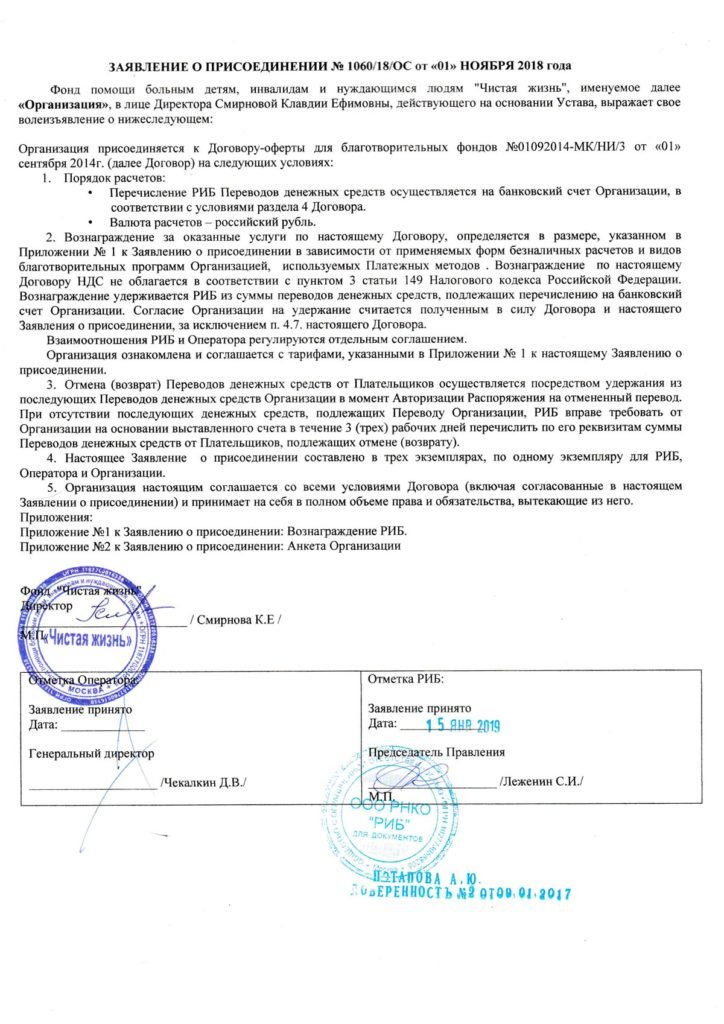 ЗАЯВЛЕНИЕ О ПРИСОЕДИНЕНИИ № 1060/18/ОС от «01» НОЯБРЯ 2018 года
Фонд помощи больным детям, инвалидам и нуждающимся людям "Чистая жизнь", именуемое далее
«Организация», в лице Директора Смирновой Клавдии Ефимовны, действующего на основании Устава, выражает свое
волеизъявление о нижеследующем:
Организация присоединяется к Договору-оферты для благотворительных фондов №01092014-МК/НИ/3 от «01»
сентября 2014г. (далее Договор) на следующих условиях:
1. Порядок расчетов:
• Перечисление РИБ Переводов денежных средств осуществляется на банковский счет Организации, в
соответствии с условиями раздела 4 Договора.
• Валюта расчетов – российский рубль.
2. Вознаграждение за оказанные услуги по настоящему Договору, определяется в размере, указанном в
Приложении № 1 к Заявлению о присоединении в зависимости от применяемых форм безналичных расчетов и видов
благотворительных программ Организацией, используемых Платежных методов . Вознаграждение по настоящему
Договору НДС не облагается в соответствии с пунктом 3 статьи 149 Налогового кодекса Российской Федерации.
Вознаграждение удерживается РИБ из суммы переводов денежных средств, подлежащих перечислению на банковский
счет Организации. Согласие Организации на удержание считается полученным в силу Договора и настоящего
Заявления о присоединении, за исключением п. 4.7. настоящего Договора.
Взаимоотношения РИБ и Оператора регулируются отдельным соглашением.
Организация ознакомлена и соглашается с тарифами, указанными в Приложении № 1 к настоящему Заявлению о
присоединении.
3. Отмена (возврат) Переводов денежных средств от Плательщиков осуществляется посредством удержания из
последующих Переводов денежных средств Организации в момент Авторизации Распоряжения на отмененный перевод.
При отсутствии последующих денежных средств, подлежащих Переводу Организации, РИБ вправе требовать от
Организации на основании выставленного счета в течение 3 (трех) рабочих дней перечислить по его реквизитам суммы
Переводов денежных средств от Плательщиков, подлежащих отмене (возврату).
4. Настоящее Заявление о присоединении составлено в трех экземплярах, по одному экземпляру для РИБ,
Оператора и Организации.
5. Организация настоящим соглашается со всеми условиями Договора (включая согласованные в настоящем
Заявлении о присоединении) и принимает на себя в полном объеме права и обязательства, вытекающие из него.
Приложения:
Приложение №1 к Заявлению о присоединении: Вознаграждение РИБ.
Приложение №2 к Заявлению о присоединении: Анкета Организации
Фонд "Чистая жизнь"
Директор
/ Смирнова К.Е /
М.П.
«Чистая жизнь»
МОСКВА
Отметка Оператора:
Заявление принято
Дата:
Генеральный директор
/Чекалкин Д.В./
Отметка РИБ:
Заявление принято
Дата: 15 ЯНВ 2019
Председатель Правления
/Леженин С.И./
М.П.
ООО РНКО
"РИБ"
ДЛЯ ДОКУМЕНТОВ
ПОТАПОВА А.Ю.
ДОВЕРЕННОСТЬ №2 ОТ 09.01.2017